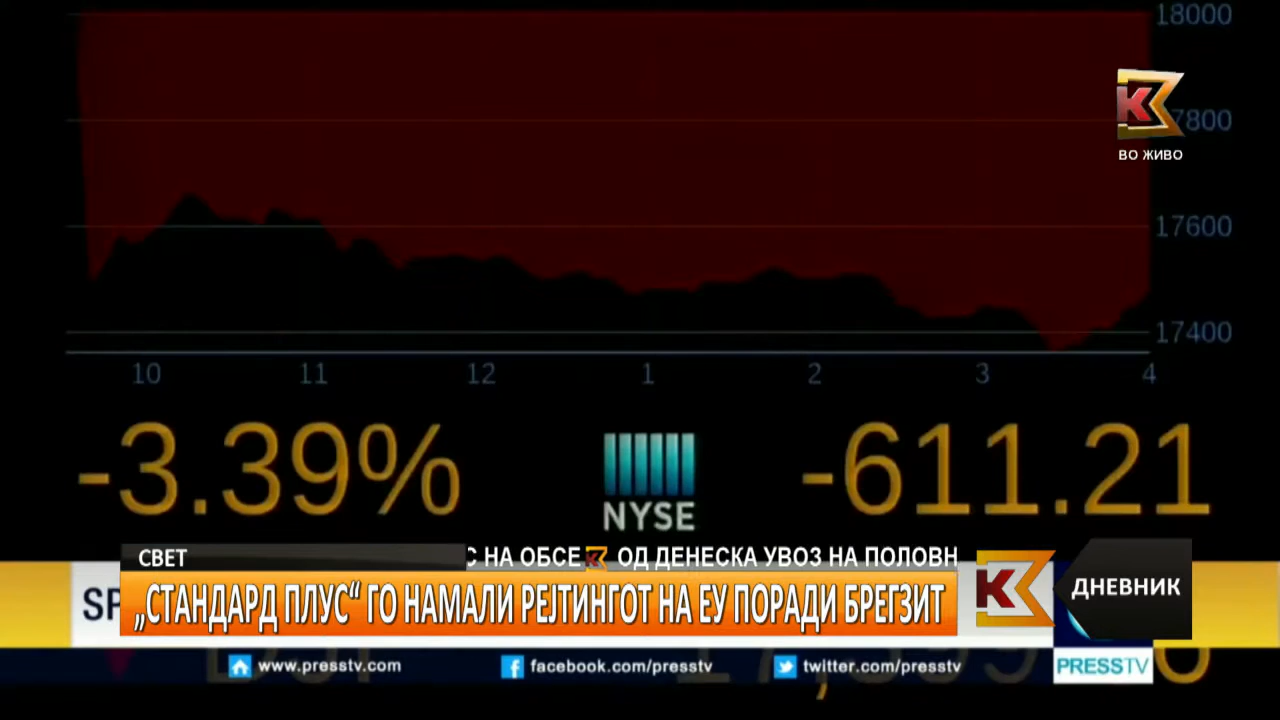 18000
17800
ВО ЖИВО
17600
17400
10 11 12 1 2 3 4
-3.39% NYSE -611.21
СВЕТ
С НА ОБСЕ ОД ДЕНЕСКА УВОЗ НА ПОЛОВН
„СТАНДАРД ПЛУС“ ГО НАМАЛИ РЕЈТИНГОТ НА ЕУ ПОРАДИ БРЕГЗИТ
ДНЕВНИК
www.presstv.com facebook.com/presstv twitter.com/presstv PRESSTV